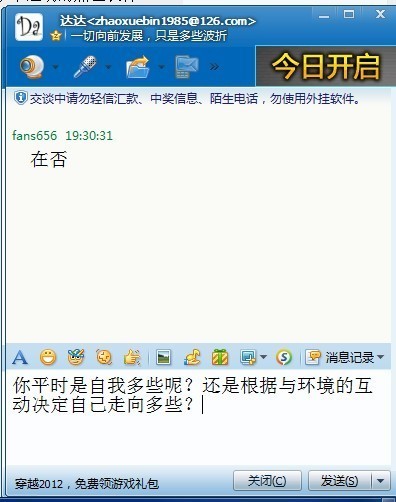 达达<zhaoxuebin1985@126.com>
一切向前发展，只是多些波折
今日开启
交谈中请勿轻信汇款、中奖信息、陌生电话，勿使用外挂软件。
fans656 19:30:31
在否
消息记录
你平时是自我多些呢？还是根据与环境的互
动决定自己走向多些？
穿越2012，免费领游戏礼包
关闭(C)
发送(S)